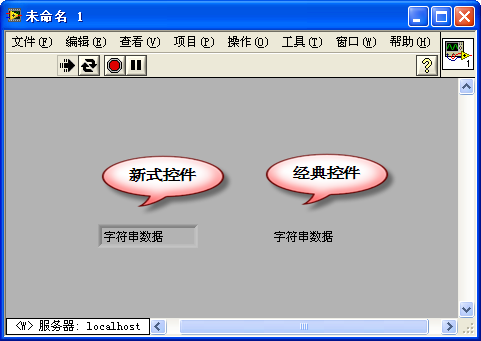 未命名 1
文件(F) 编辑(E) 查看(V) 项目(P) 操作(O) 工具(T) 窗口(W) 帮助(H)
?
1
新式控件 经典控件
字符串数据 字符串数据
<W> 服务器: localhost